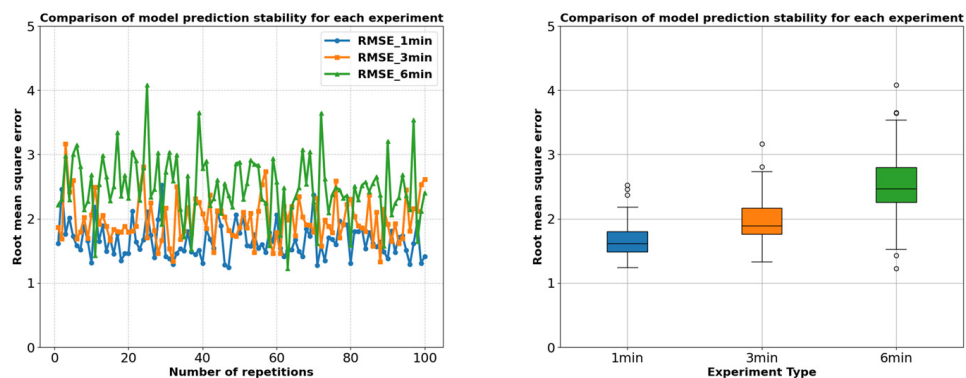 Comparison of model prediction stability for each experiment
Root mean square error
5
4
3
2
1
0
RMSE_1min
RMSE_3min
RMSE_6min
0 20 40 60 80 100
Number of repetitions
Comparison of model prediction stability for each experiment
Root mean square error
5
4
3
2
1
0
1min 3min 6min
Experiment Type